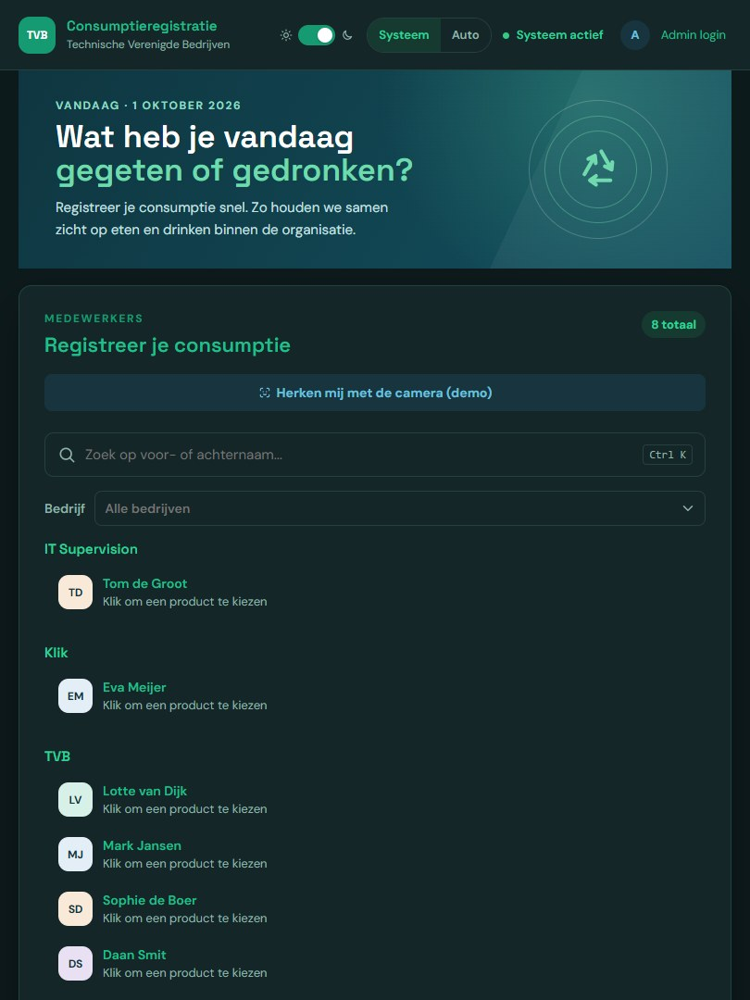 TVB
Consumptieregistratie
Technische Verenigde Bedrijven
Systeem
Auto
Systeem actief
A
Admin login
VANDAAG · 1 OKTOBER 2026
Wat heb je vandaag
gegeten of gedronken?
Registreer je consumptie snel. Zo houden we samen
zicht op eten en drinken binnen de organisatie.
MEDEWERKERS
Registreer je consumptie
8 totaal
Herken mij met de camera (demo)
Zoek op voor- of achternaam...
Ctrl K
Bedrijf
Alle bedrijven
IT Supervision
TD
Tom de Groot
Klik om een product te kiezen
Klik
EM
Eva Meijer
Klik om een product te kiezen
TVB
LV
Lotte van Dijk
Klik om een product te kiezen
MJ
Mark Jansen
Klik om een product te kiezen
SD
Sophie de Boer
Klik om een product te kiezen
DS
Daan Smit
Klik om een product te kiezen